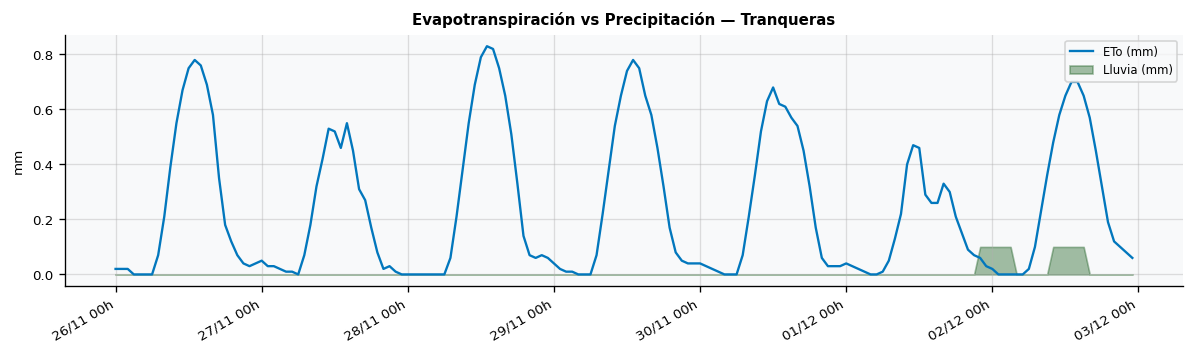 Evapotranspiración vs Precipitación — Tranqueras
ETo (mm)
Lluvia (mm)
mm
0.8
0.6
0.4
0.2
0.0
26/11 00h
27/11 00h
28/11 00h
29/11 00h
30/11 00h
01/12 00h
02/12 00h
03/12 00h